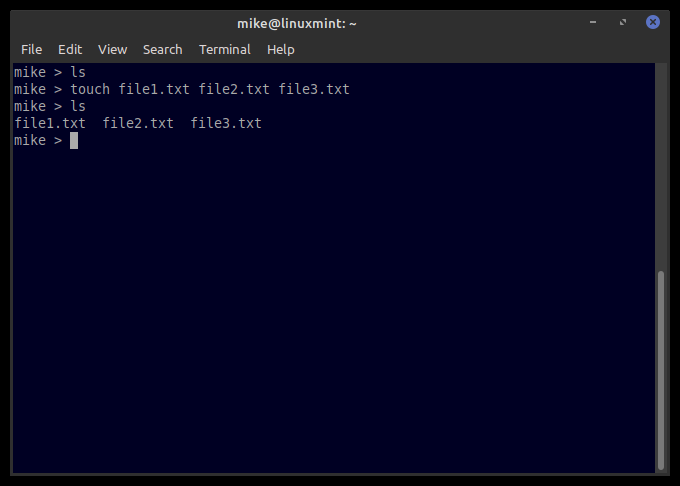 mike@linuxmint: ~
File Edit View Search Terminal Help
mike > ls
mike > touch file1.txt file2.txt file3.txt
mike > ls
file1.txt  file2.txt  file3.txt
mike >